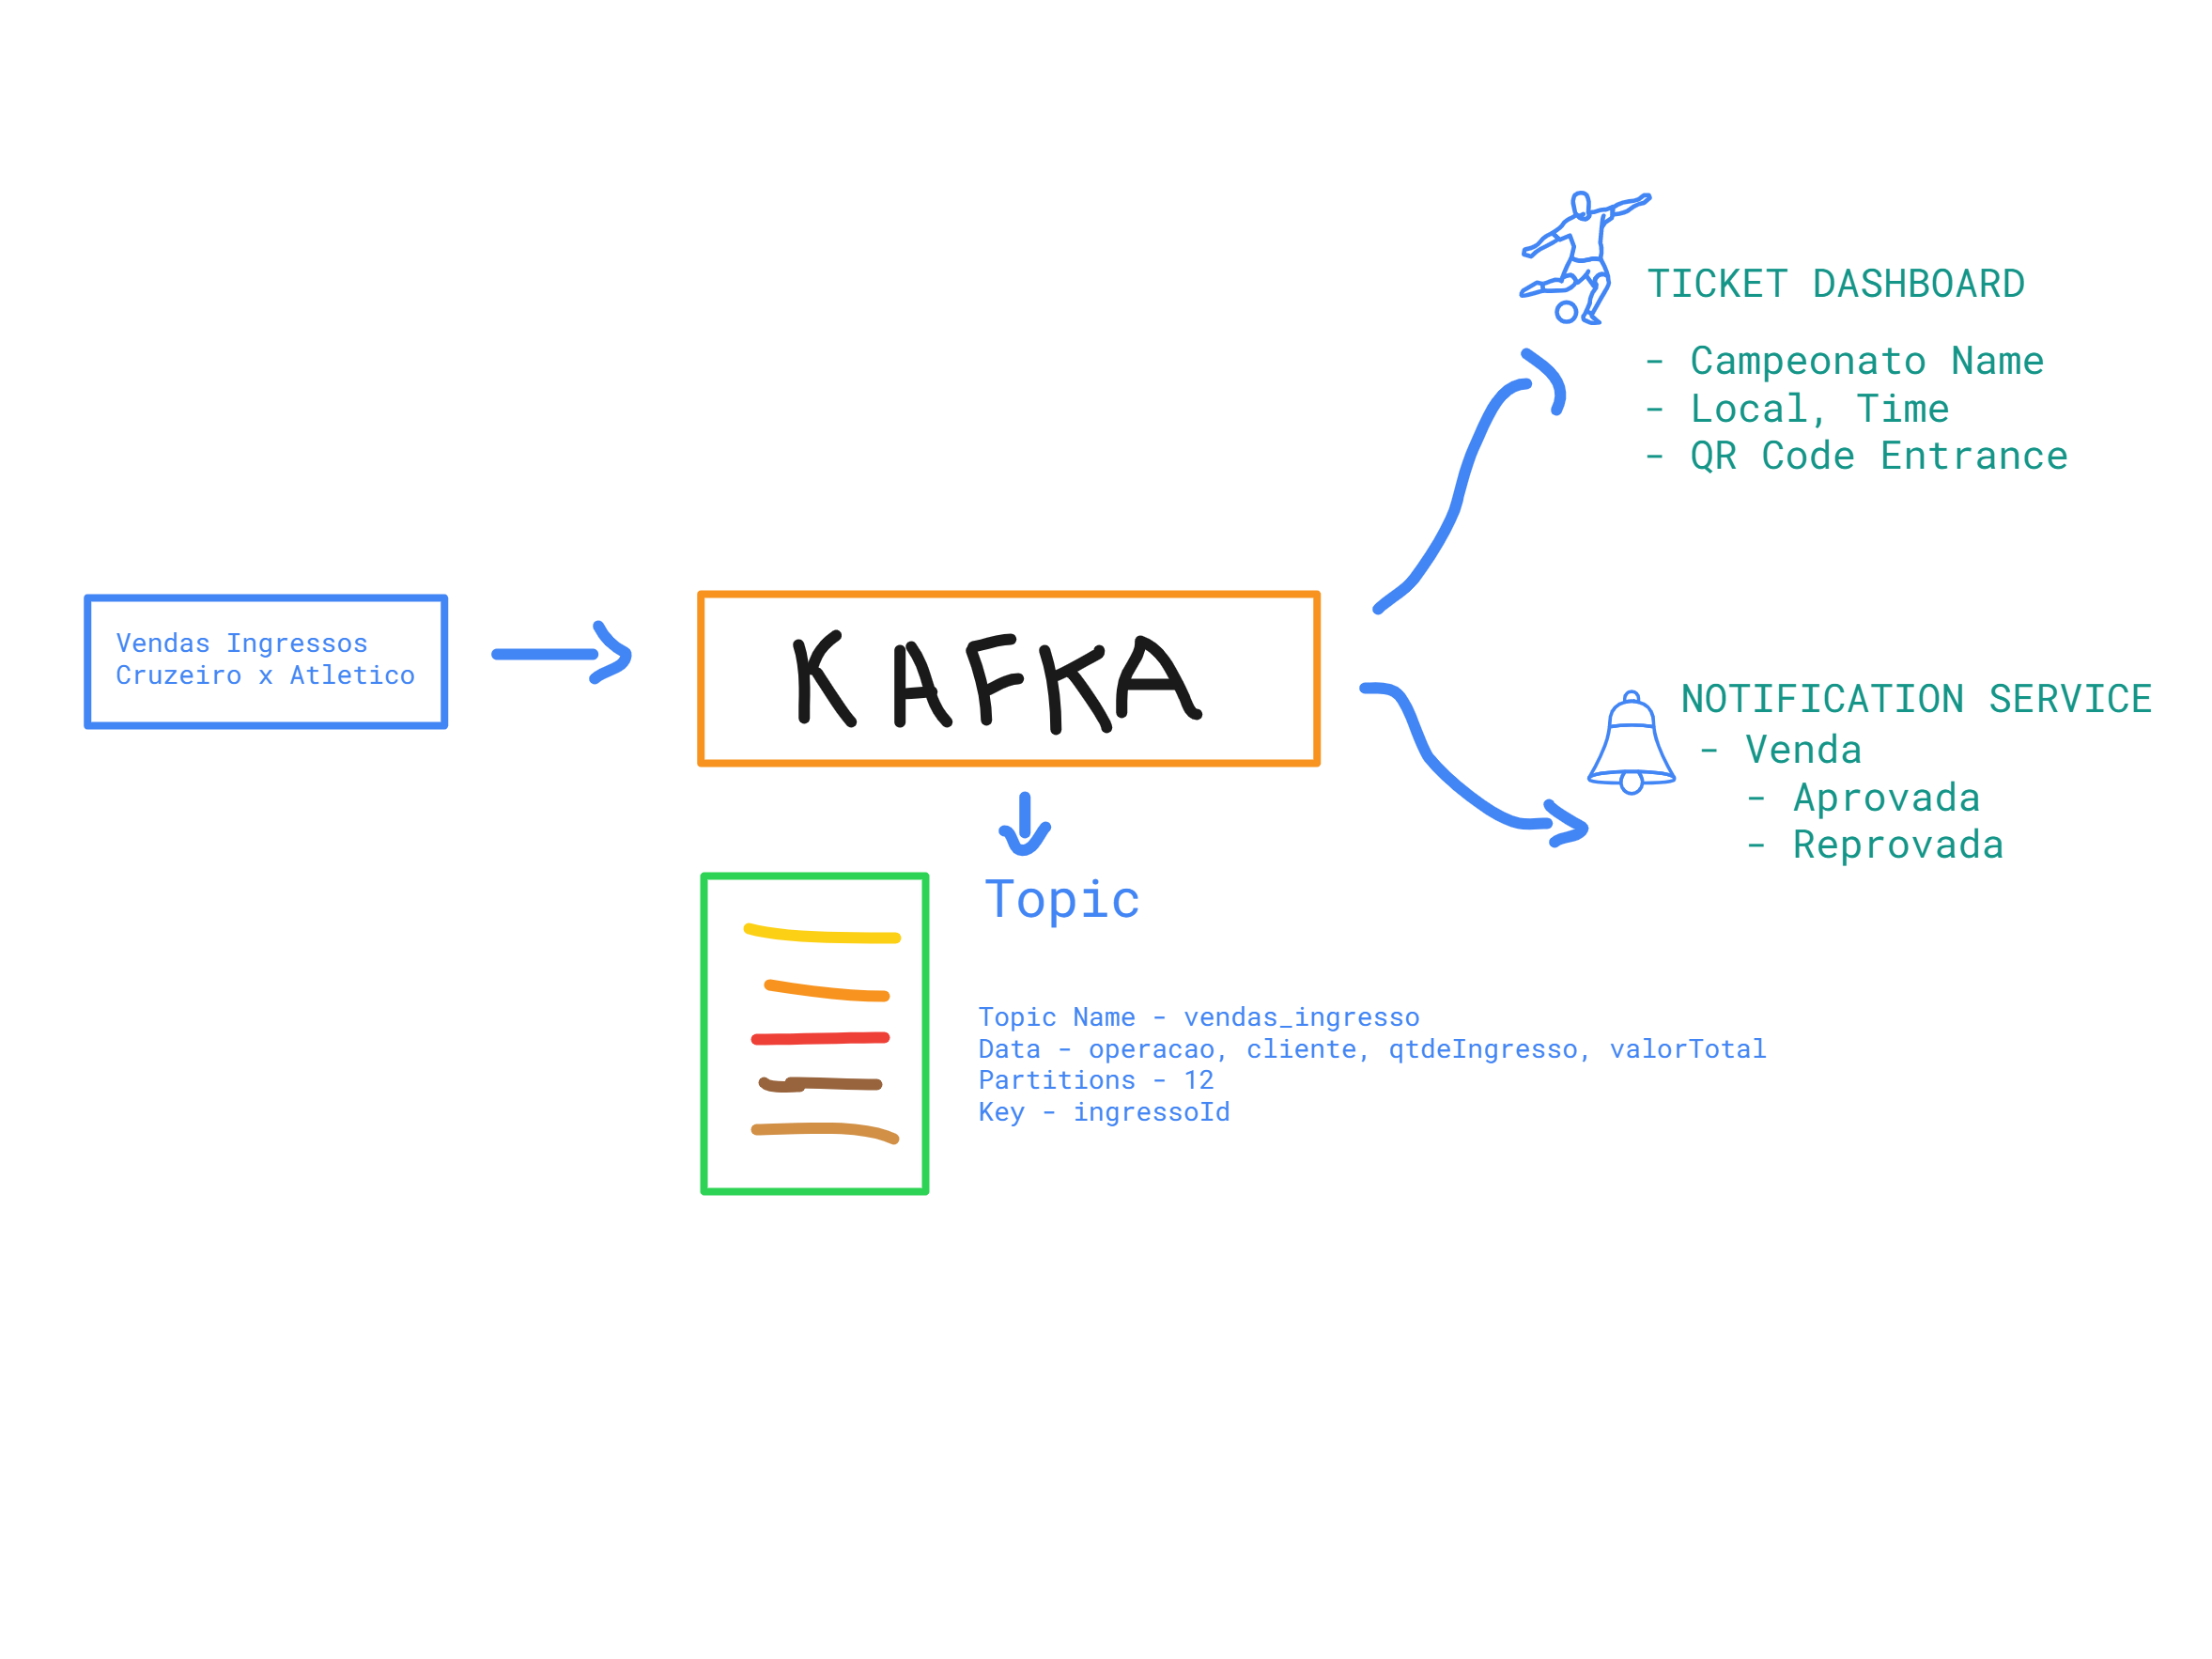 TICKET DASHBOARD
- Campeonato Name
- Local, Time
- QR Code Entrance
Vendas Ingressos
Cruzeiro x Atletico
KAFKA
NOTIFICATION SERVICE
- Venda
- Aprovada
- Reprovada
Topic
Topic Name - vendas_ingresso
Data - operacao, cliente, qtdeIngresso, valorTotal
Partitions - 12
Key - ingressoId